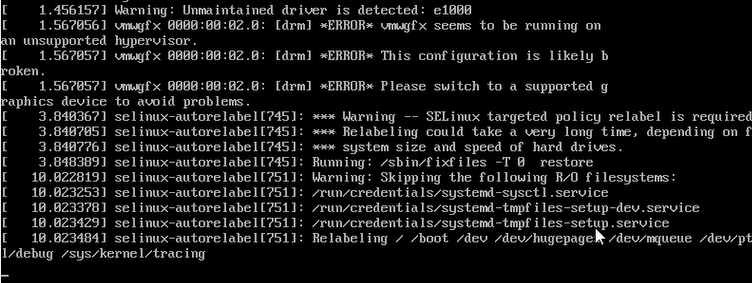 [    1.456157] Warning: Unmaintained driver is detected: e1000
[    1.567056] vmwgfx 0000:00:02.0: [drm] *ERROR* vmwgfx seems to be running on
an unsupported hypervisor.
[    1.567057] vmwgfx 0000:00:02.0: [drm] *ERROR* This configuration is likely b
roken.
[    1.567057] vmwgfx 0000:00:02.0: [drm] *ERROR* Please switch to a supported g
raphics device to avoid problems.
[    3.840367] selinux-autorelabel[745]: *** Warning -- SELinux targeted policy relabel is required
[    3.840705] selinux-autorelabel[745]: *** Relabeling could take a very long time, depending on f
[    3.840776] selinux-autorelabel[745]: *** system size and speed of hard drives.
[    3.848389] selinux-autorelabel[745]: Running: /sbin/fixfiles -T 0  restore
[   10.022819] selinux-autorelabel[751]: Warning: Skipping the following R/O filesystems:
[   10.023253] selinux-autorelabel[751]: /run/credentials/systemd-sysctl.service
[   10.023378] selinux-autorelabel[751]: /run/credentials/systemd-tmpfiles-setup-dev.service
[   10.023429] selinux-autorelabel[751]: /run/credentials/systemd-tmpfiles-setup.service
[   10.023484] selinux-autorelabel[751]: Relabeling / /boot /dev /dev/hugepages /dev/mqueue /dev/pt
l/debug /sys/kernel/tracing